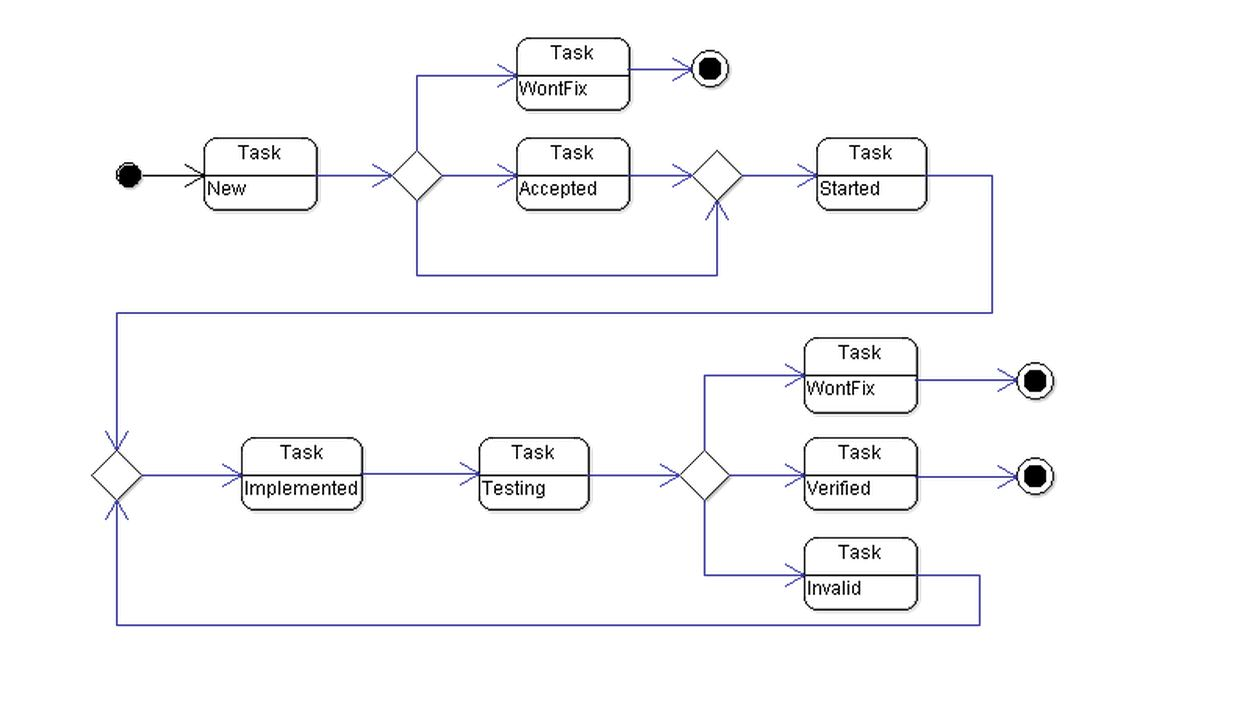 Task
WontFix
Task
New
Task
Accepted
Task
Started
Task
WontFix
Task
Implemented
Task
Testing
Task
Verified
Task
Invalid